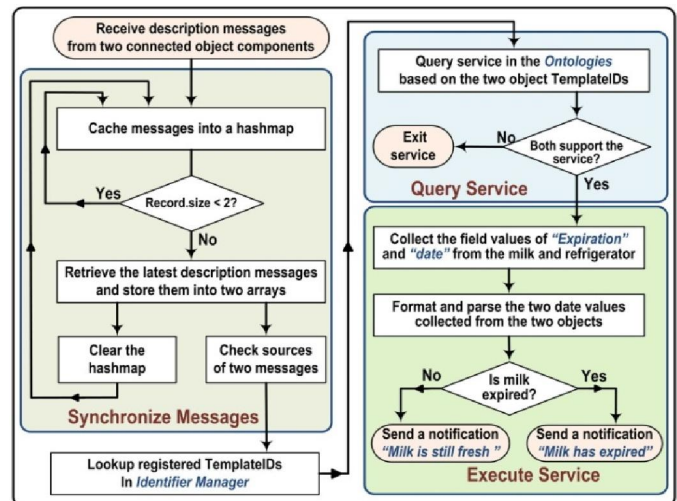 Receive description messages
from two connected object components
Cache messages into a hashmap
Yes
Record.size < 2?
No
Retrieve the latest description messages
and store them into two arrays
Clear the
hashmap
Check sources
of two messages
Synchronize Messages
Lookup registered TemplateIDs
In Identifier Manager
Query service in the Ontologies
based on the two object TemplateIDs
Exit
service
No
Both support the
service?
Query Service
Yes
Collect the field values of "Expiration"
and "date" from the milk and refrigerator
Format and parse the two date values
collected from the two objects
No
Is milk
expired?
Yes
Send a notification
"Milk is still fresh "
Send a notification
"Milk has expired"
Execute Service